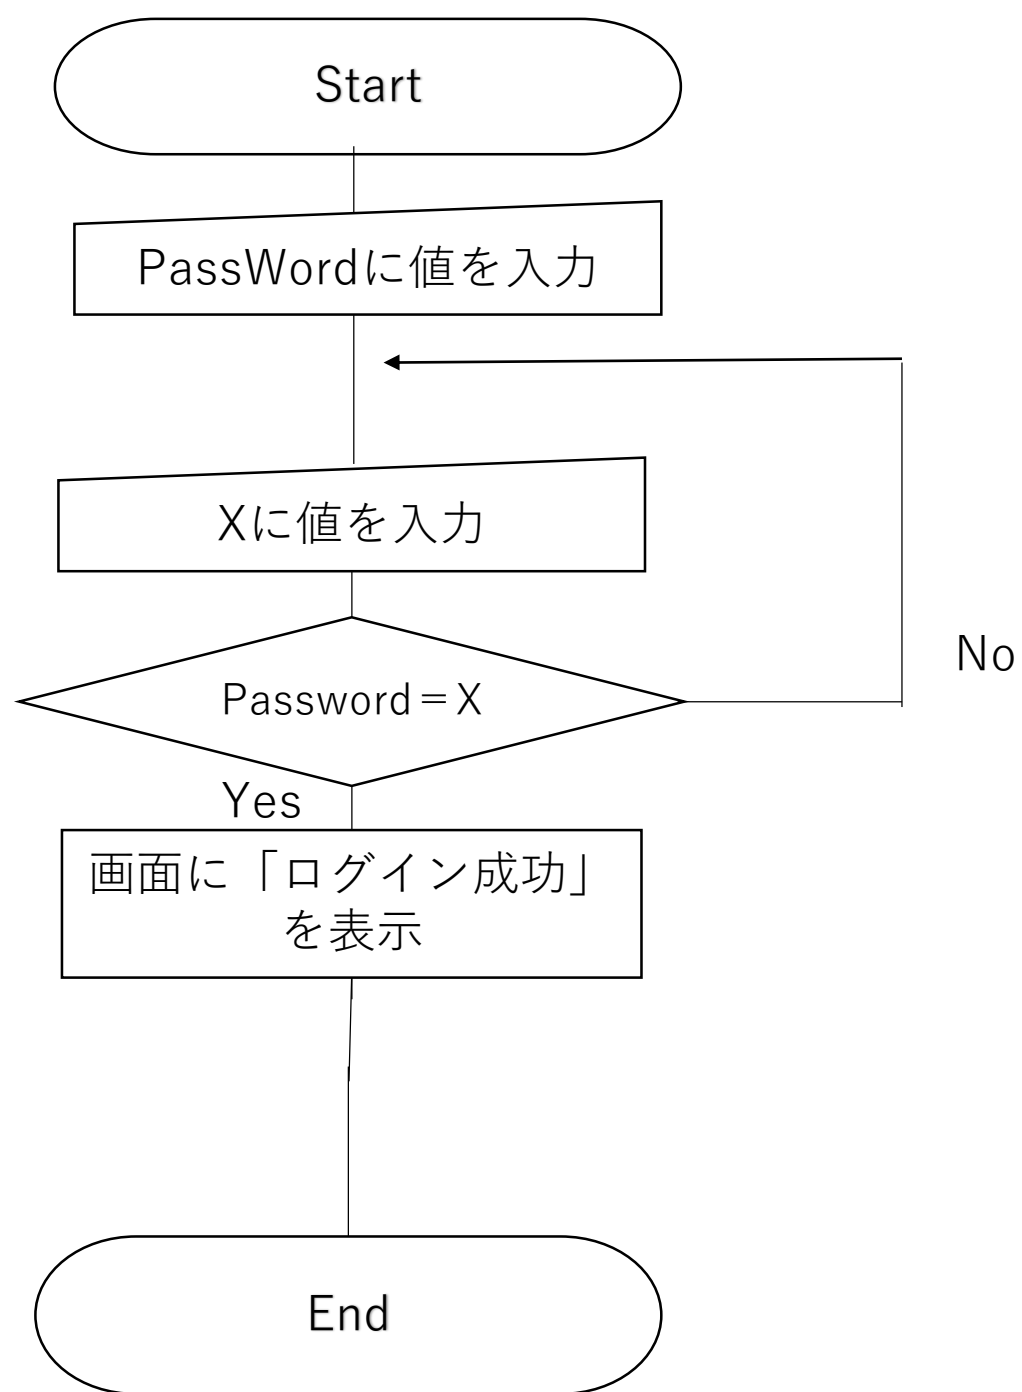 Start
PassWordに値を入力
Xに値を入力
No
Password＝X
Yes
画面に「ログイン成功」
を表示
End